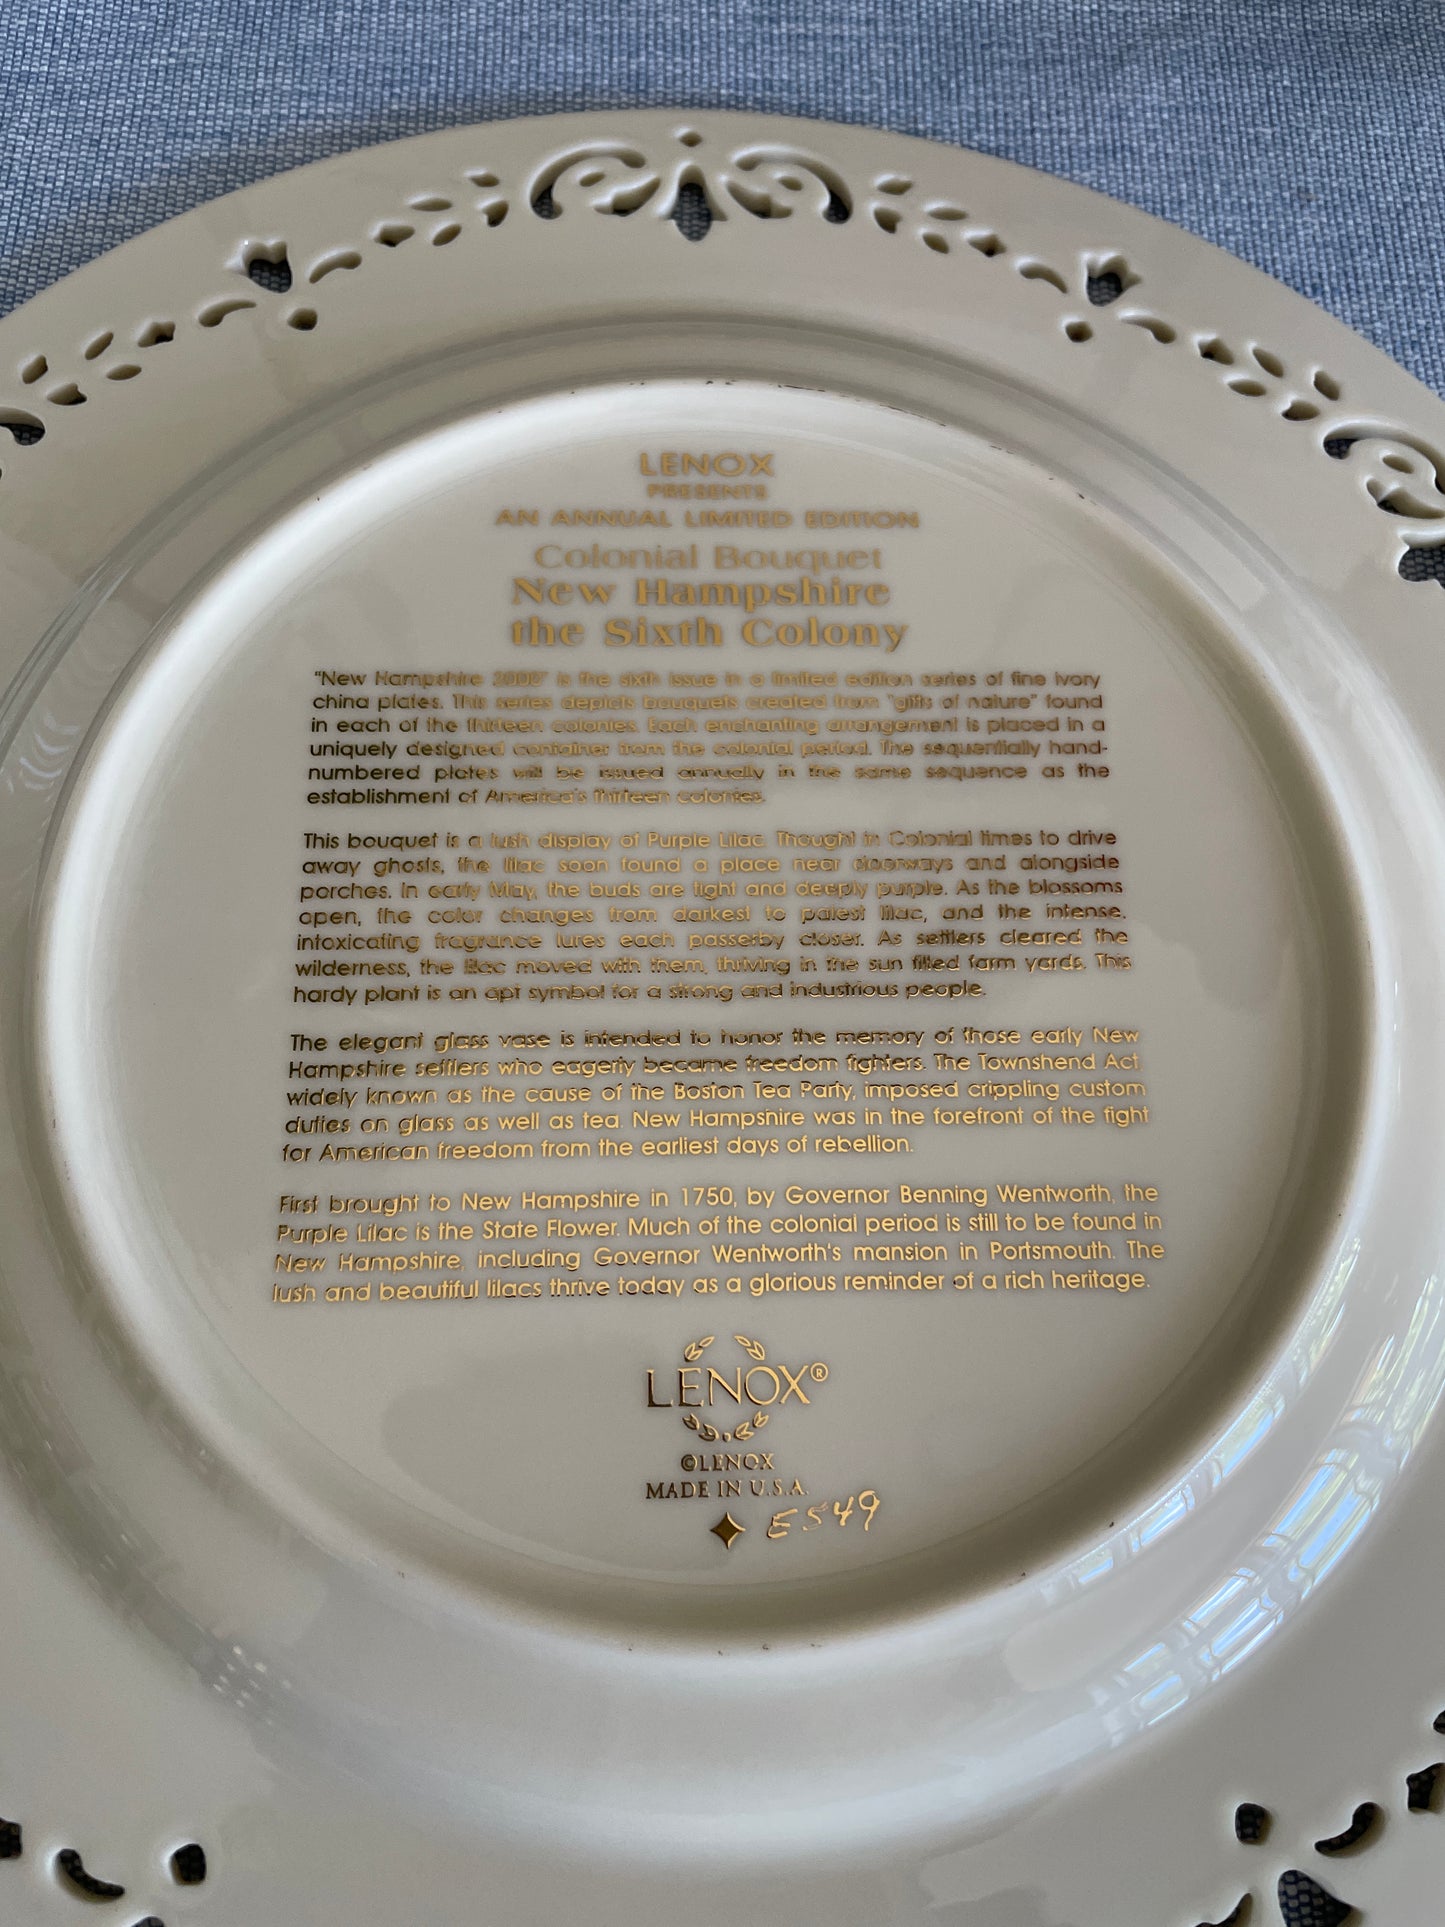 LENOX
PRESENTS
AN ANNUAL LIMITED EDITION
Colonial Bouquet
New Hampshire
the Sixth Colony
"New Hampshire 2000" is the sixth issue in a limited edition series of fine ivory
china plates. This series depicts bouquets created from "gifts of nature" found
in each of the thirteen colonies. Each enchanting arrangement is placed in a
uniquely designed container from the colonial period. The sequentially hand-
numbered plates will be issued annually in the same sequence as the
establishment of America's thirteen colonies.
This bouquet is a lush display of Purple Lilac. Thought in Colonial times to drive
away ghosts, the lilac soon found a place near doorways and alongside
porches. In early May, the buds are tight and deeply purple. As the blossoms
open, the color changes from darkest to palest lilac, and the intense,
intoxicating fragrance lures each passerby closer. As settlers cleared the
wilderness, the lilac moved with them, thriving in the sun filled farm yards. This
hardy plant is an apt symbol for a strong and industrious people.
The elegant glass vase is intended to honor the memory of those early New
Hampshire settlers who eagerly became freedom fighters. The Townshend Act,
widely known as the cause of the Boston Tea Party, imposed crippling custom
duties on glass as well as tea. New Hampshire was in the forefront of the fight
for American freedom from the earliest days of rebellion.
First brought to New Hampshire in 1750, by Governor Benning Wentworth, the
Purple Lilac is the State Flower. Much of the colonial period is still to be found in
New Hampshire, including Governor Wentworth's mansion in Portsmouth. The
lush and beautiful lilacs thrive today as a glorious reminder of a rich heritage.
LENOX®
©LENOX
MADE IN U.S.A.
E549